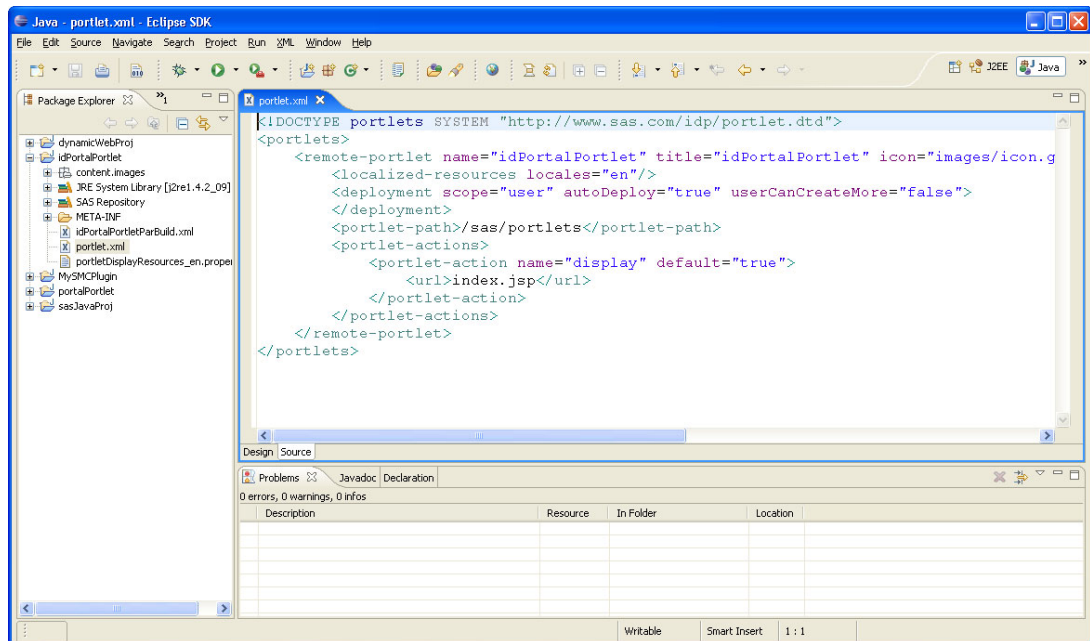 Java - portlet.xml - Eclipse SDK
File Edit Source Navigate Search Project Run XML Window Help
J2EE Java »
Package Explorer »1
portlet.xml
dynamicWebProj
idPortalPortlet
content.images
JRE System Library [j2re1.4.2_09]
SAS Repository
META-INF
idPortalPortletParBuild.xml
portlet.xml
portletDisplayResources_en.proper
MySMCPlugin
portalPortlet
sasJavaProj
<!DOCTYPE portlets SYSTEM "http://www.sas.com/idp/portlet.dtd">
<portlets>
<remote-portlet name="idPortalPortlet" title="idPortalPortlet" icon="images/icon.g
<localized-resources locales="en"/>
<deployment scope="user" autoDeploy="true" userCanCreateMore="false">
</deployment>
<portlet-path>/sas/portlets</portlet-path>
<portlet-actions>
<portlet-action name="display" default="true">
<url>index.jsp</url>
</portlet-action>
</portlet-actions>
</remote-portlet>
</portlets>
Design Source
Problems Javadoc Declaration
0 errors, 0 warnings, 0 infos
Description Resource In Folder Location
Writable Smart Insert 1 : 1